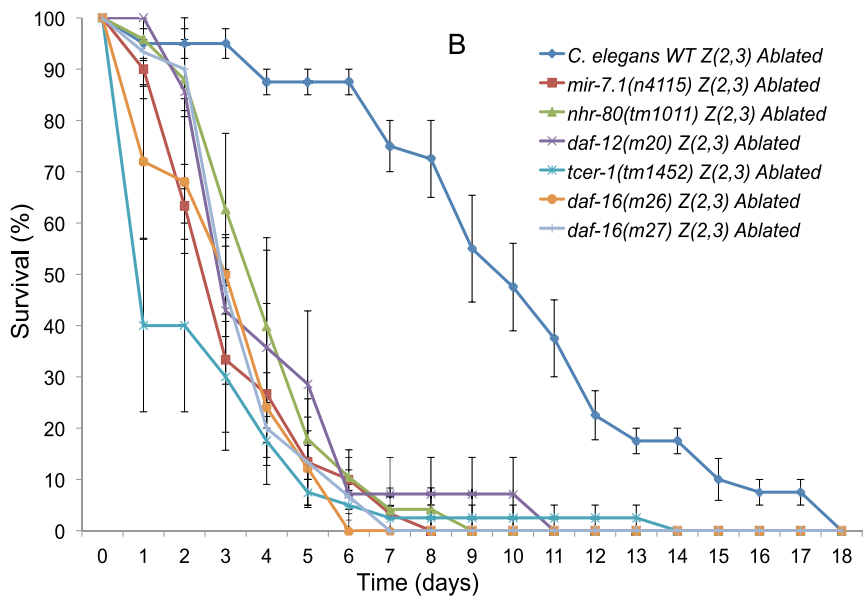 B
C. elegans WT Z(2,3) Ablated
mir-7.1(n4115) Z(2,3) Ablated
nhr-80(tm1011) Z(2,3) Ablated
daf-12(m20) Z(2,3) Ablated
tcer-1(tm1452) Z(2,3) Ablated
daf-16(m26) Z(2,3) Ablated
daf-16(m27) Z(2,3) Ablated
Survival (%)
100
90
80
70
60
50
40
30
20
10
0
0 1 2 3 4 5 6 7 8 9 10 11 12 13 14 15 16 17 18
Time (days)